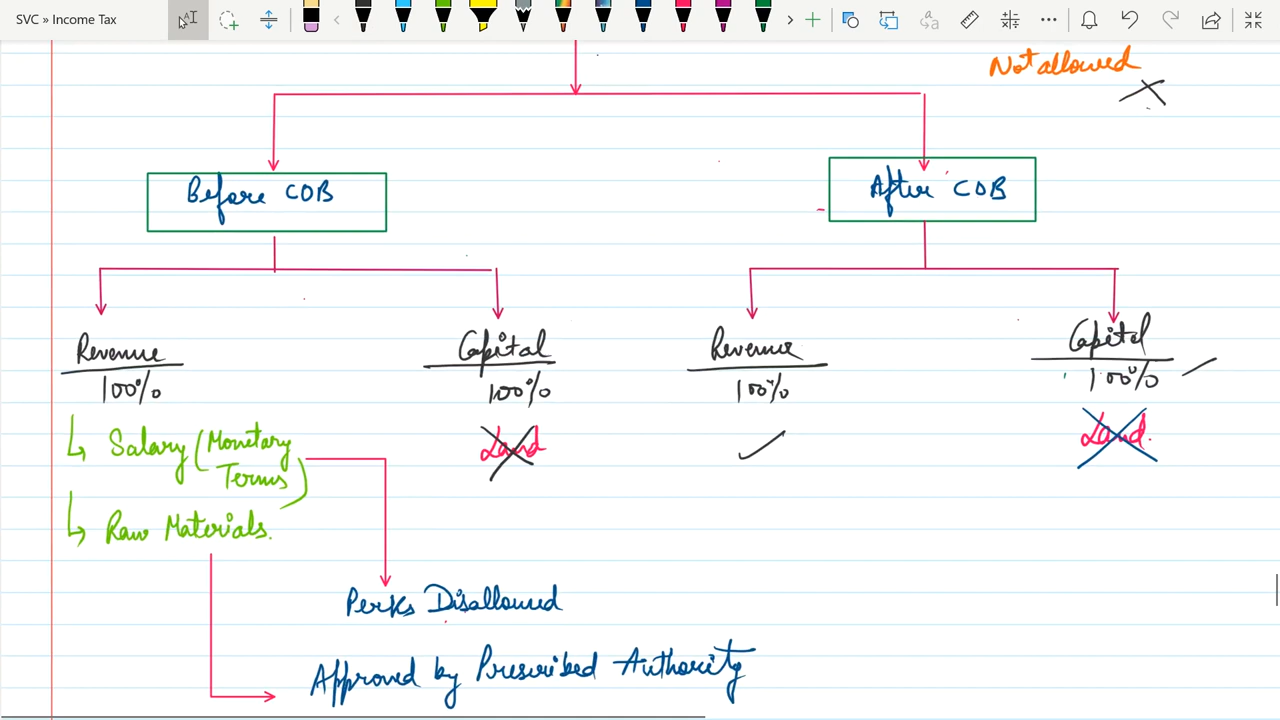 SVC » Income Tax
Not allowed
Before COB
After COB
Revenue
100%
Capital
100%
Revenue
100%
Capital
100%
Salary (Monetary
Terms)
Land
Land.
Raw Materials.
Perks Disallowed
Approved by Prescribed Authority